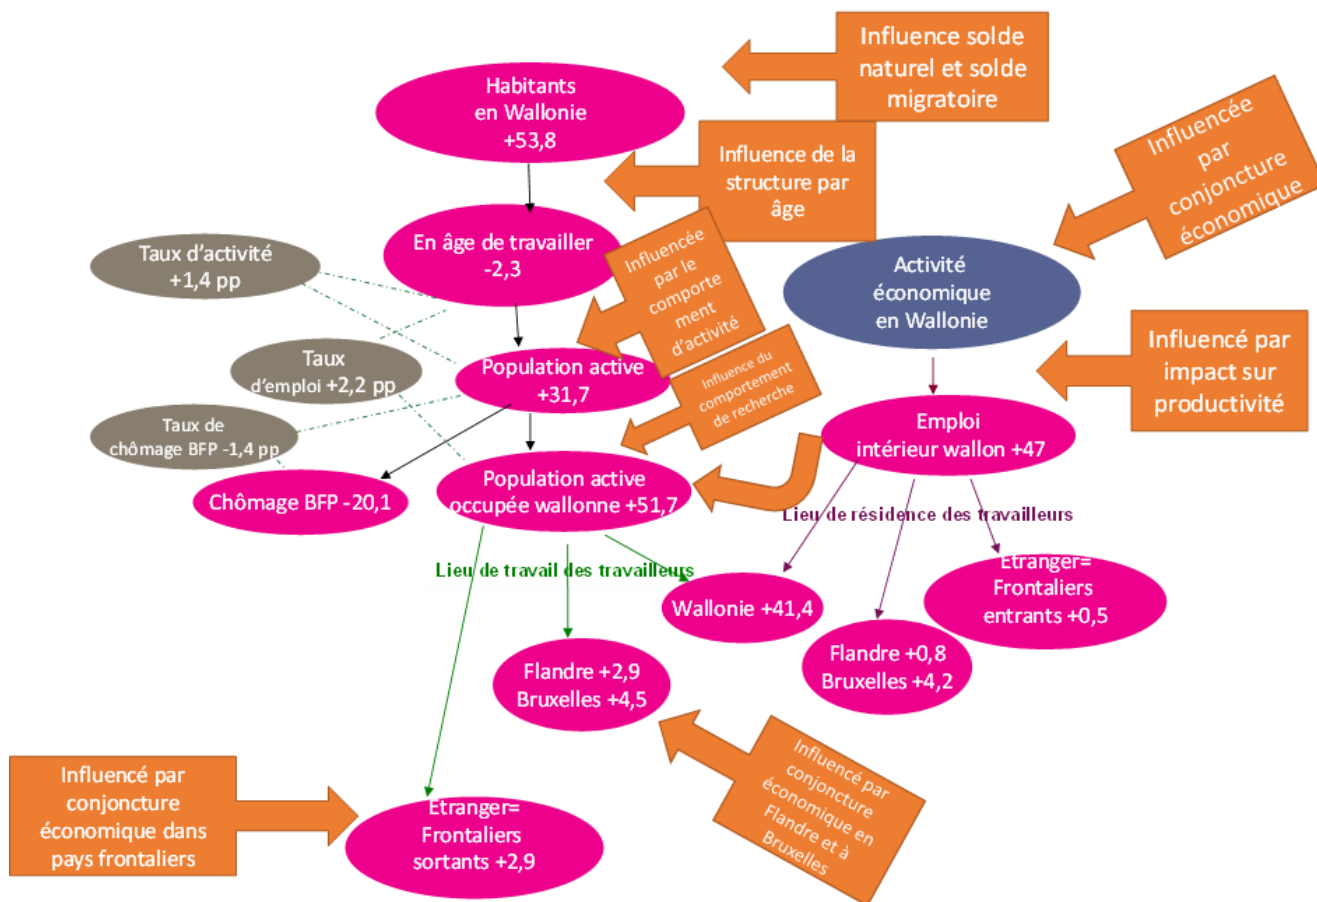 Influence solde
naturel et solde
migratoire
Habitants
en Wallonie
+53,8
Influence de la
structure par
âge
Influencée
par
conjoncture
économique
En âge de travailler
-2,3
Taux d'activité
+1,4 pp
Influencée
par le
comporte
ment
d'activité
Activité
économique
en Wallonie
Taux
d'emploi +2,2 pp
Population active
+31,7
Influence du
comportement
de recherche
Influencé par
impact sur
productivité
Taux de
chômage BFP -1,4 pp
Emploi
intérieur wallon +47
Chômage BFP -20,1
Population active
occupée wallonne +51,7
Lieu de résidence des travailleurs
Lieu de travail des travailleurs
Wallonie +41,4
Etranger=
Frontaliers
entrants +0,5
Flandre +2,9
Bruxelles +4,5
Flandre +0,8
Bruxelles +4,2
Influencé par
conjoncture
économique en
Flandre et à
Bruxelles
Influencé par
conjoncture
économique dans
pays frontaliers
Etranger=
Frontaliers
sortants +2,9